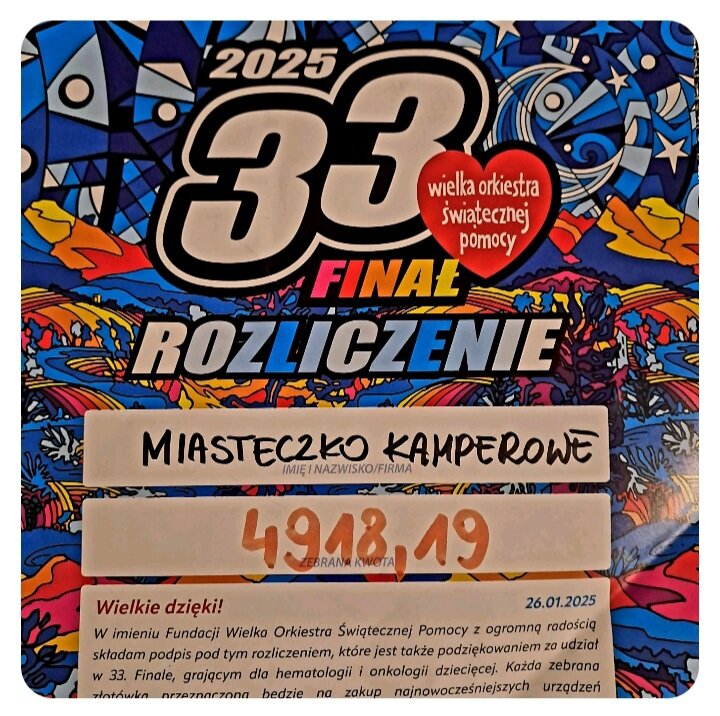 2025
33
wielka orkiestra
świątecznej
pomocy
FINAŁ
ROZLICZENIE
MIASTECZKO KAMPEROWE
IMIĘ I NAZWISKO/FIRMA
4918,19
ZEBRANA KWOTA
Wielkie dzięki! 26.01.2025
W imieniu Fundacji Wielka Orkiestra Świątecznej Pomocy z ogromną radością
składam podpis pod tym rozliczeniem, które jest także podziękowaniem za udział
w 33. Finale, grającym dla hematologii i onkologii dziecięcej. Każda zebrana
złotówka przeznaczona będzie na zakup najnowocześniejszych urządzeń